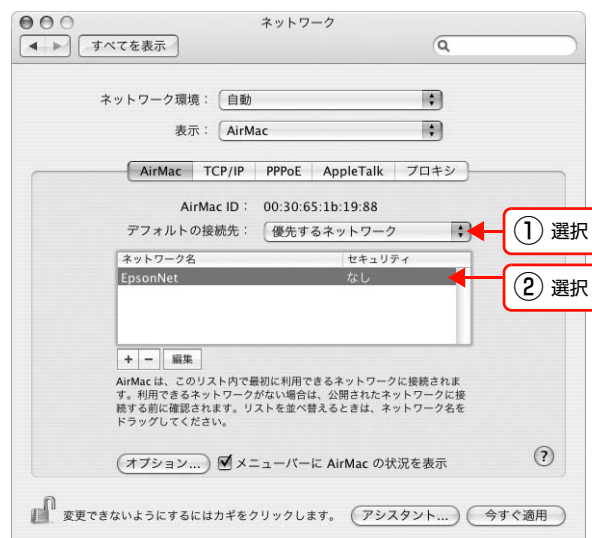 ネットワーク
すべてを表示
ネットワーク環境： 自動
表示： AirMac
AirMac TCP/IP PPPoE AppleTalk プロキシ
AirMac ID： 00:30:65:1b:19:88
デフォルトの接続先： 優先するネットワーク
① 選択
ネットワーク名 セキュリティ
EpsonNet なし
② 選択
+ − 編集
AirMac は、このリスト内で最初に利用できるネットワークに接続されま
す。利用できるネットワークがない場合は、公開されたネットワークに接
続する前に確認されます。リストを並べ替えるときは、ネットワーク名を
ドラッグしてください。
オプション... メニューバーに AirMac の状況を表示 ?
変更できないようにするにはカギをクリックします。 アシスタント... 今すぐ適用